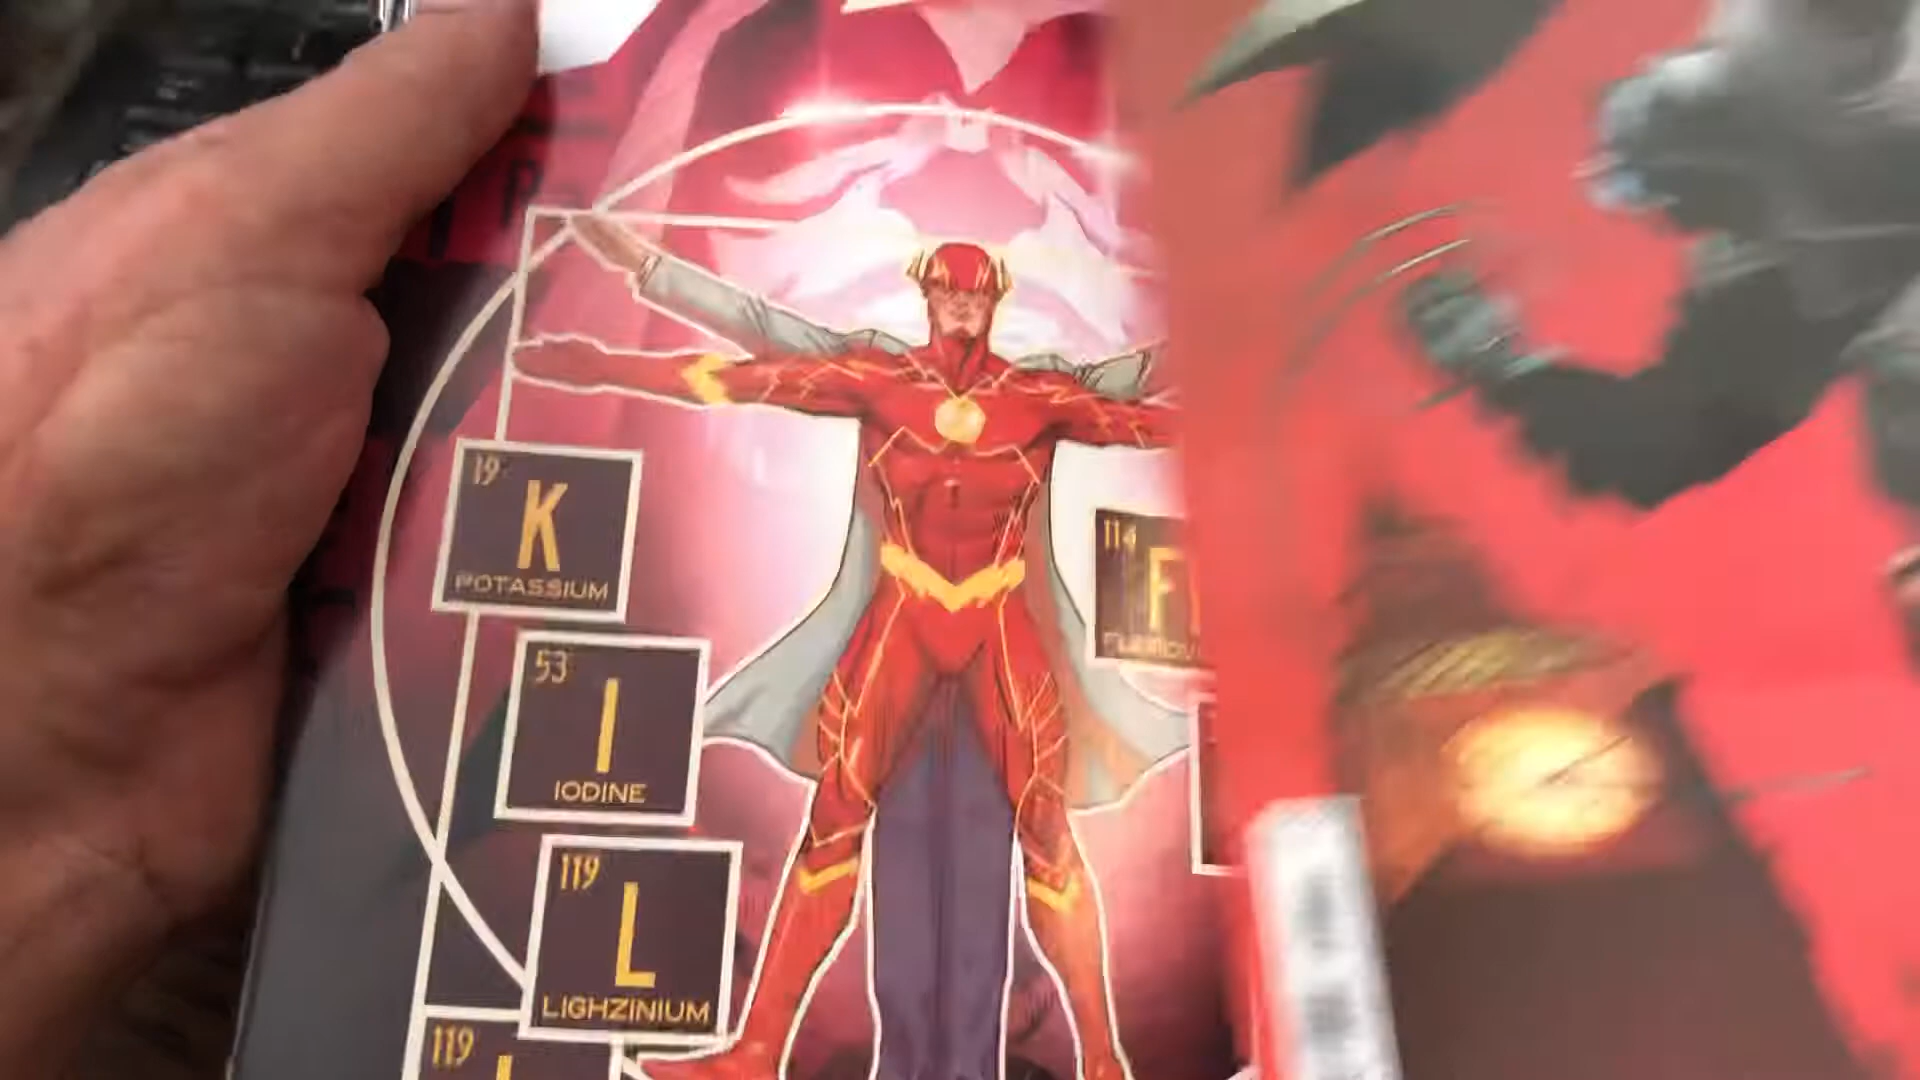 19
K
POTASSIUM
53
I
IODINE
119
L
LIGHZINIUM
119
114
F